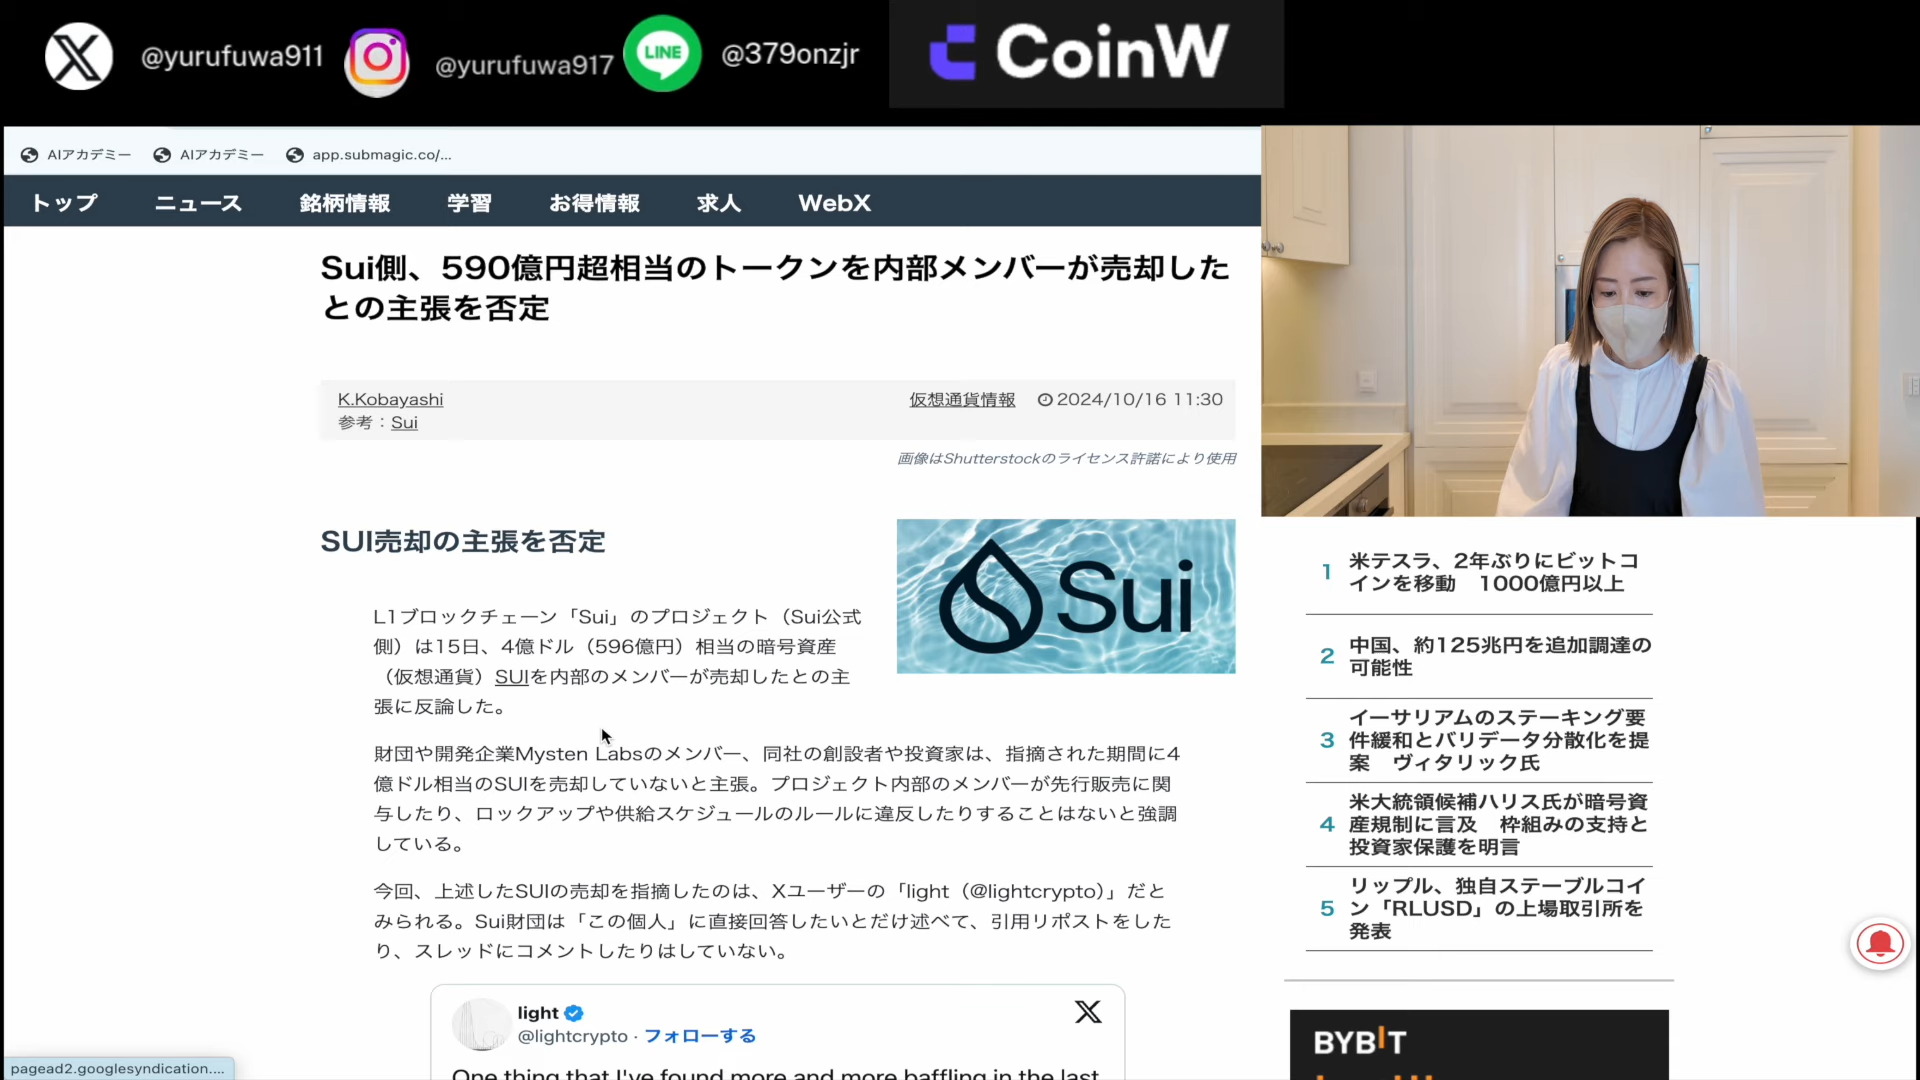 @yurufuwa911
@yurufuwa917
LINE
@379onzjr
CoinW
AIアカデミー
AIアカデミー
app.submagic.co/...
トップ
ニュース
銘柄情報
学習
お得情報
求人
WebX
Sui側、590億円超相当のトークンを内部メンバーが売却した
との主張を否定
K.Kobayashi
仮想通貨情報
2024/10/16 11:30
参考：Sui
画像はShutterstockのライセンス許諾により使用
SUI売却の主張を否定
Sui
L1ブロックチェーン「Sui」のプロジェクト（Sui公式
側）は15日、4億ドル（596億円）相当の暗号資産
（仮想通貨）SUIを内部のメンバーが売却したとの主
張に反論した。
財団や開発企業Mysten Labsのメンバー、同社の創設者や投資家は、指摘された期間に4
億ドル相当のSUIを売却していないと主張。プロジェクト内部のメンバーが先行販売に関
与したり、ロックアップや供給スケジュールのルールに違反したりすることはないと強調
している。
今回、上述したSUIの売却を指摘したのは、Xユーザーの「light（@lightcrypto）」だと
みられる。Sui財団は「この個人」に直接回答したいとだけ述べて、引用リポストをした
り、スレッドにコメントしたりはしていない。
light
@lightcrypto · フォローする
One thing that I've found more and more baffling in the last
pagead2.googlesyndication....
1
米テスラ、2年ぶりにビットコ
インを移動　1000億円以上
2
中国、約125兆円を追加調達の
可能性
3
イーサリアムのステーキング要
件緩和とバリデータ分散化を提
案　ヴィタリック氏
4
米大統領候補ハリス氏が暗号資
産規制に言及　枠組みの支持と
投資家保護を明言
5
リップル、独自ステーブルコイ
ン「RLUSD」の上場取引所を
発表
BYBIT